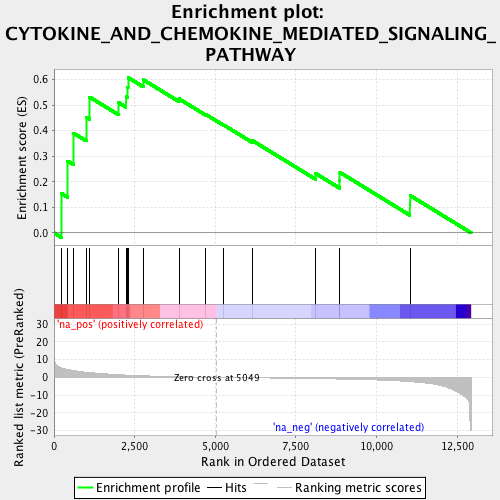 Enrichment plot:
CYTOKINE_AND_CHEMOKINE_MEDIATED_SIGNALING_
PATHWAY
Enrichment score (ES)
0.6
0.5
0.4
0.3
0.2
0.1
0.0
'na_pos' (positively correlated)
Ranked list metric (PreRanked)
30
20
10
0
-10
-20
-30
Zero cross at 5049
'na_neg' (negatively correlated)
0
2,500
5,000
7,500
10,000
12,500
Rank in Ordered Dataset
Enrichment profile
Hits
Ranking metric scores